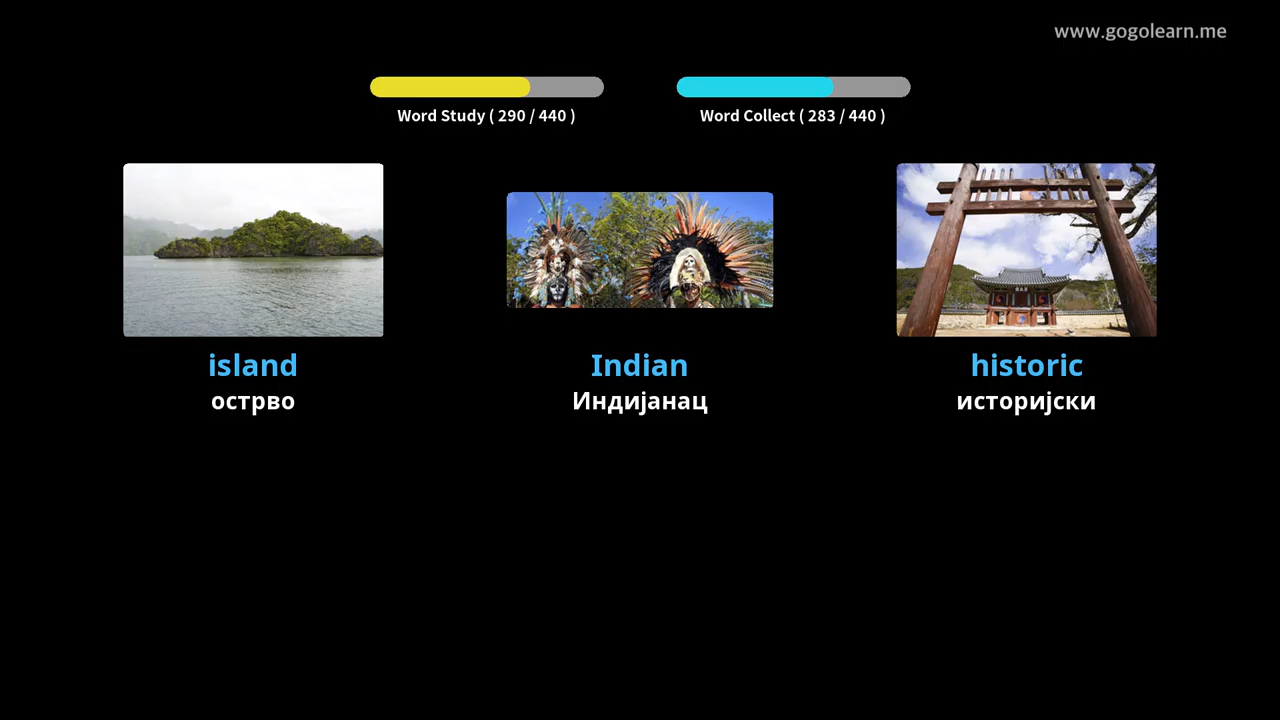 www.gogolearn.me
Word Study ( 290 / 440 )
Word Collect ( 283 / 440 )
island
Indian
historic
острво
Индијанац
историјски